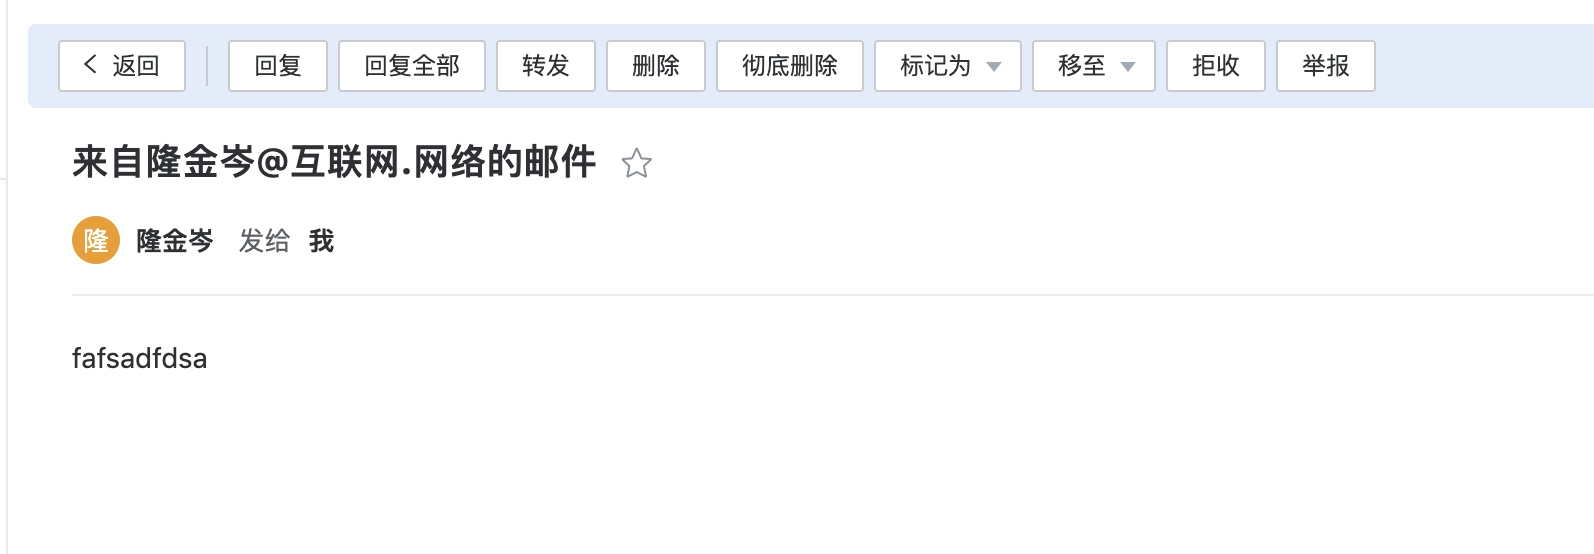 返回 回复 回复全部 转发 删除 彻底删除 标记为 移至 拒收 举报
来自隆金岑@互联网.网络的邮件
隆 隆金岑 发给 我
fafsadfdsa